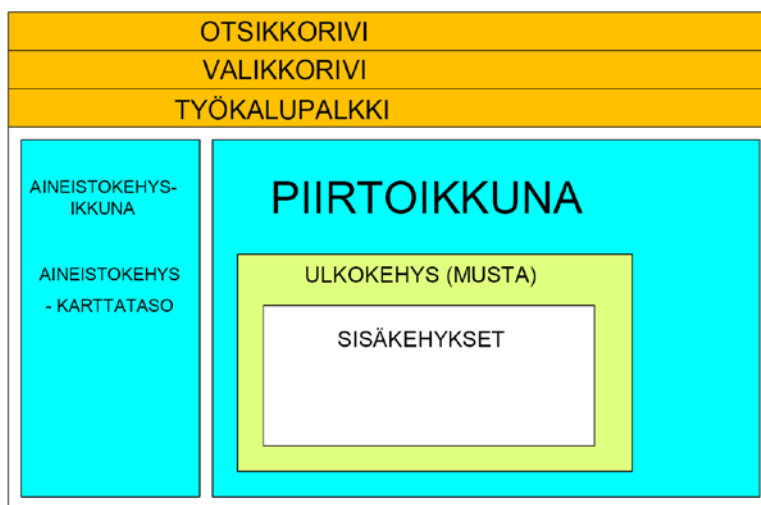 OTSIKKORIVI
VALIKKORIVI
TYÖKALUPALKKI
AINEISTOKEHYS-
IKKUNA
AINEISTOKEHYS
- KARTTATASO
PIIRTOIKKUNA
ULKOKEHYS (MUSTA)
SISÄKEHYKSET